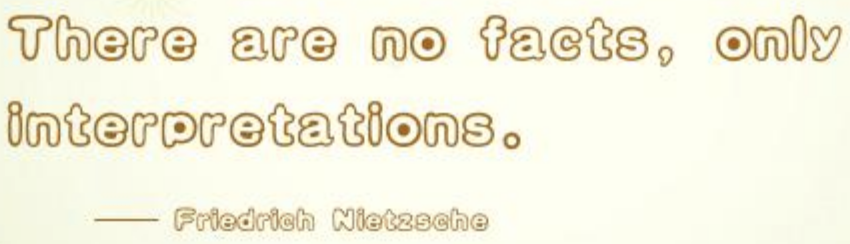 There are no facts, only
interpretations.
—— Friedrich Nietzsche